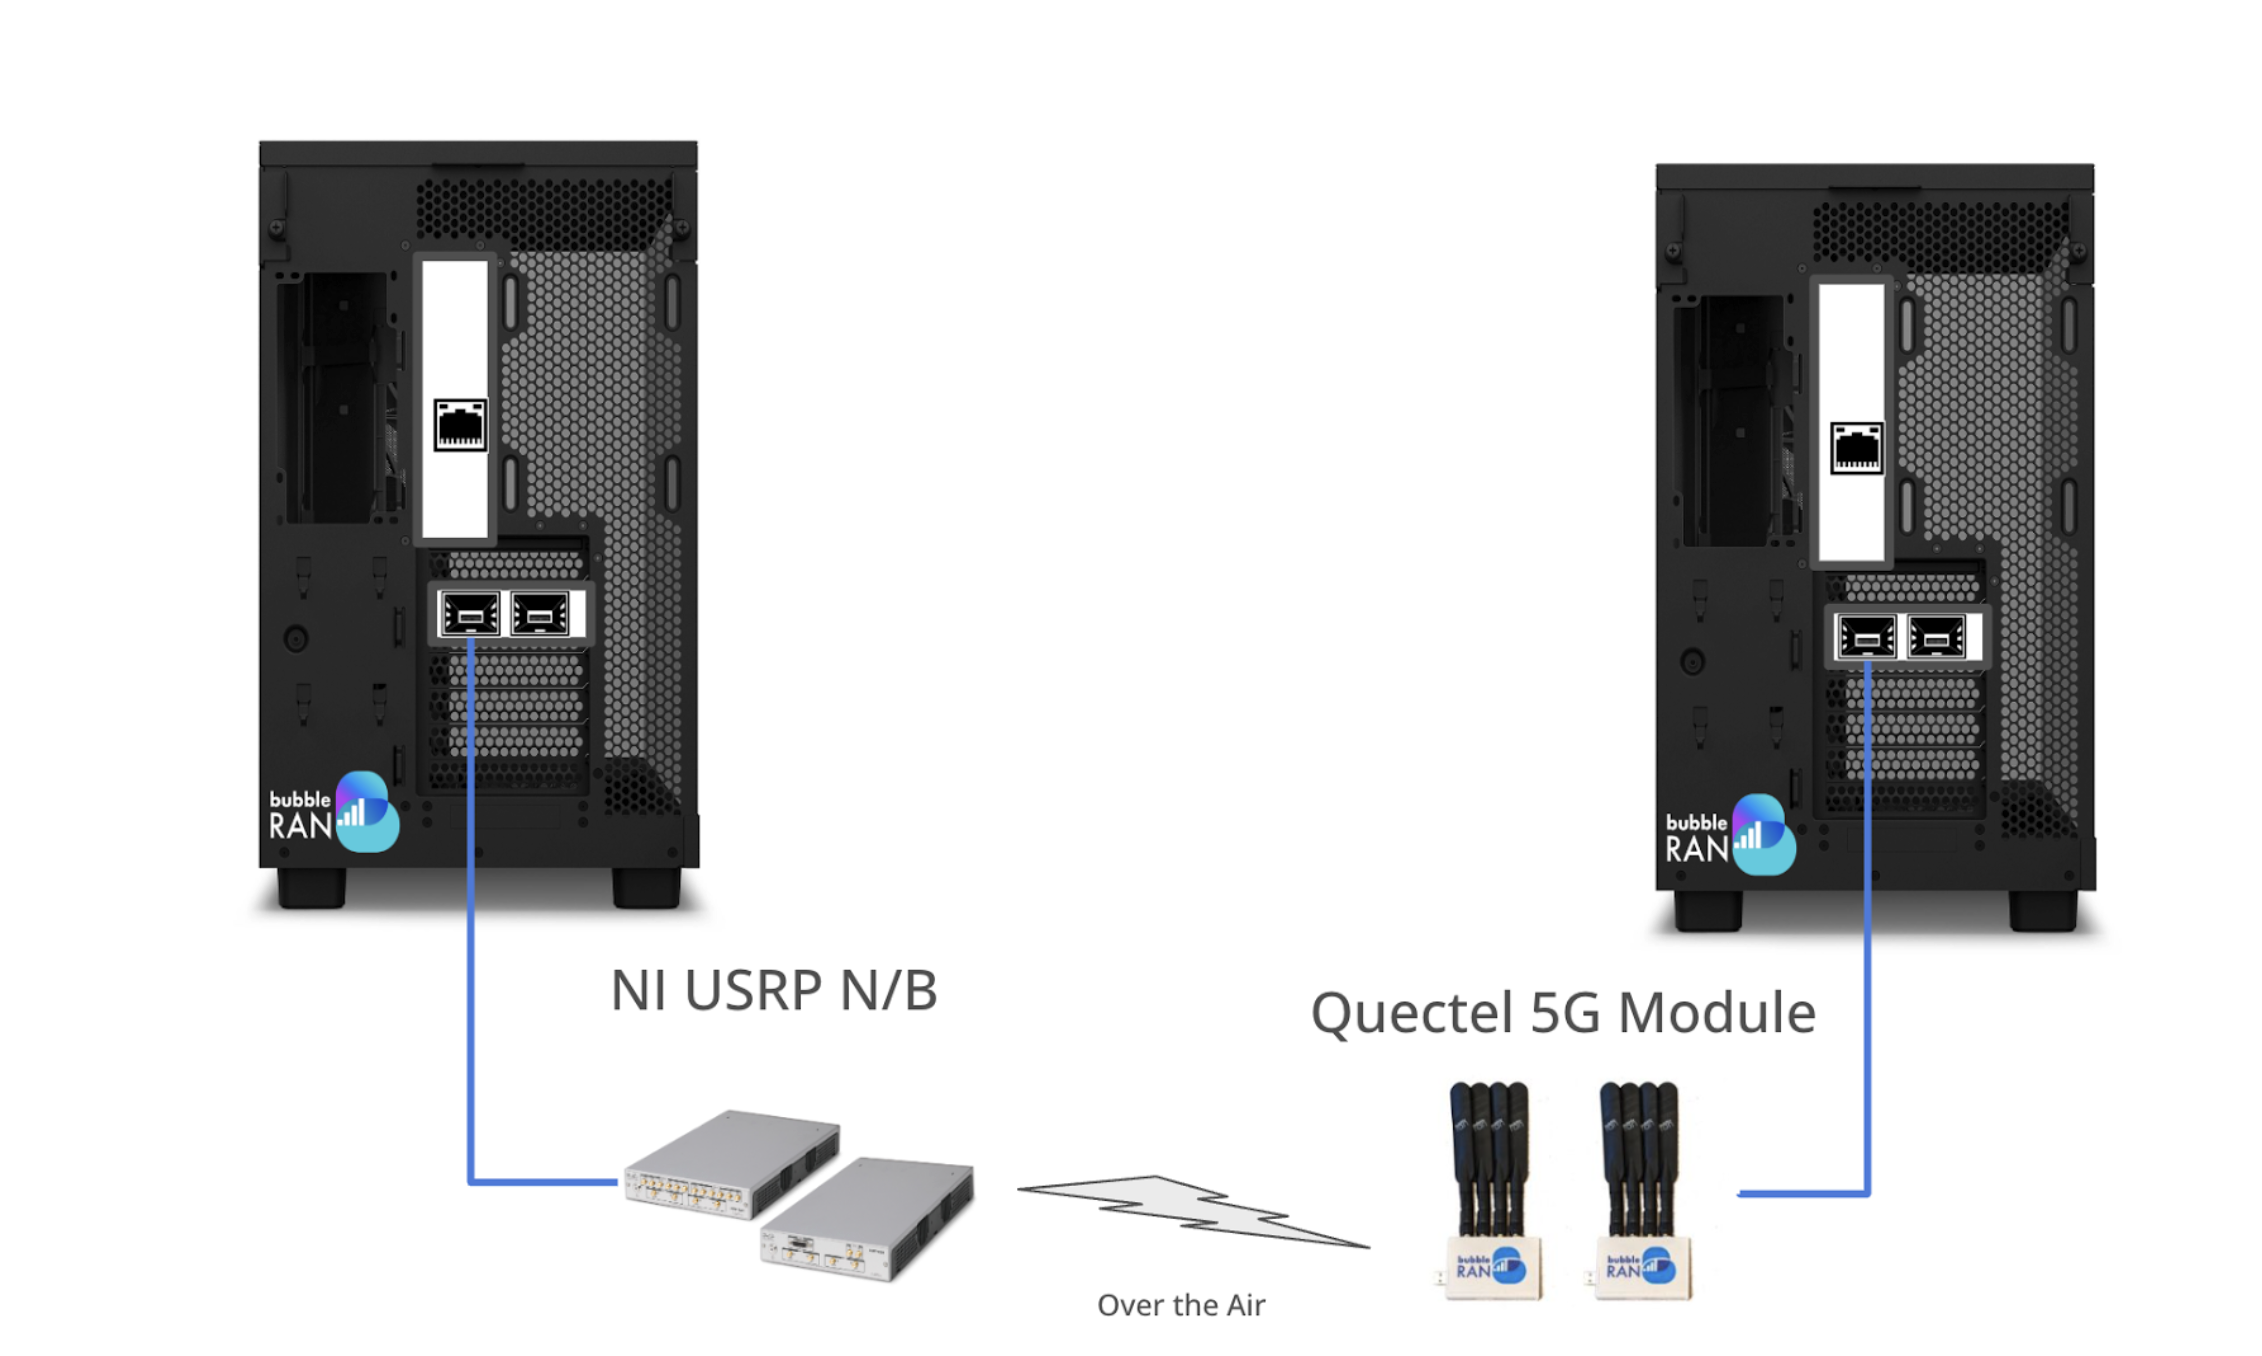 bubble
RAN
bubble
RAN
NI USRP N/B
Quectel 5G Module
bubble
RAN
bubble
RAN
Over the Air